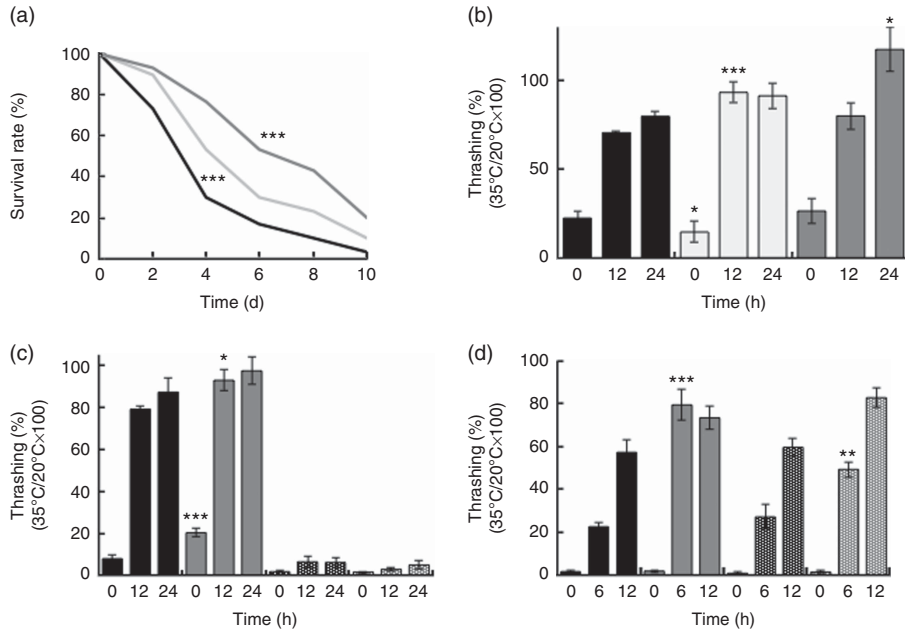 (a)
Survival rate (%)
100
80
60
40
20
0
***
***
0 2 4 6 8 10
Time (d)
(b)
Thrashing (%)
(35°C/20°C×100)
100
50
0
*
***
*
0 12 24 0 12 24 0 12 24
Time (h)
(c)
Thrashing (%)
(35°C/20°C×100)
100
80
60
40
20
0
***
*
0 12 24 0 12 24 0 12 24 0 12 24
Time (h)
(d)
Thrashing (%)
(35°C/20°C×100)
100
80
60
40
20
0
***
**
0 6 12 0 6 12 0 6 12 0 6 12
Time (h)